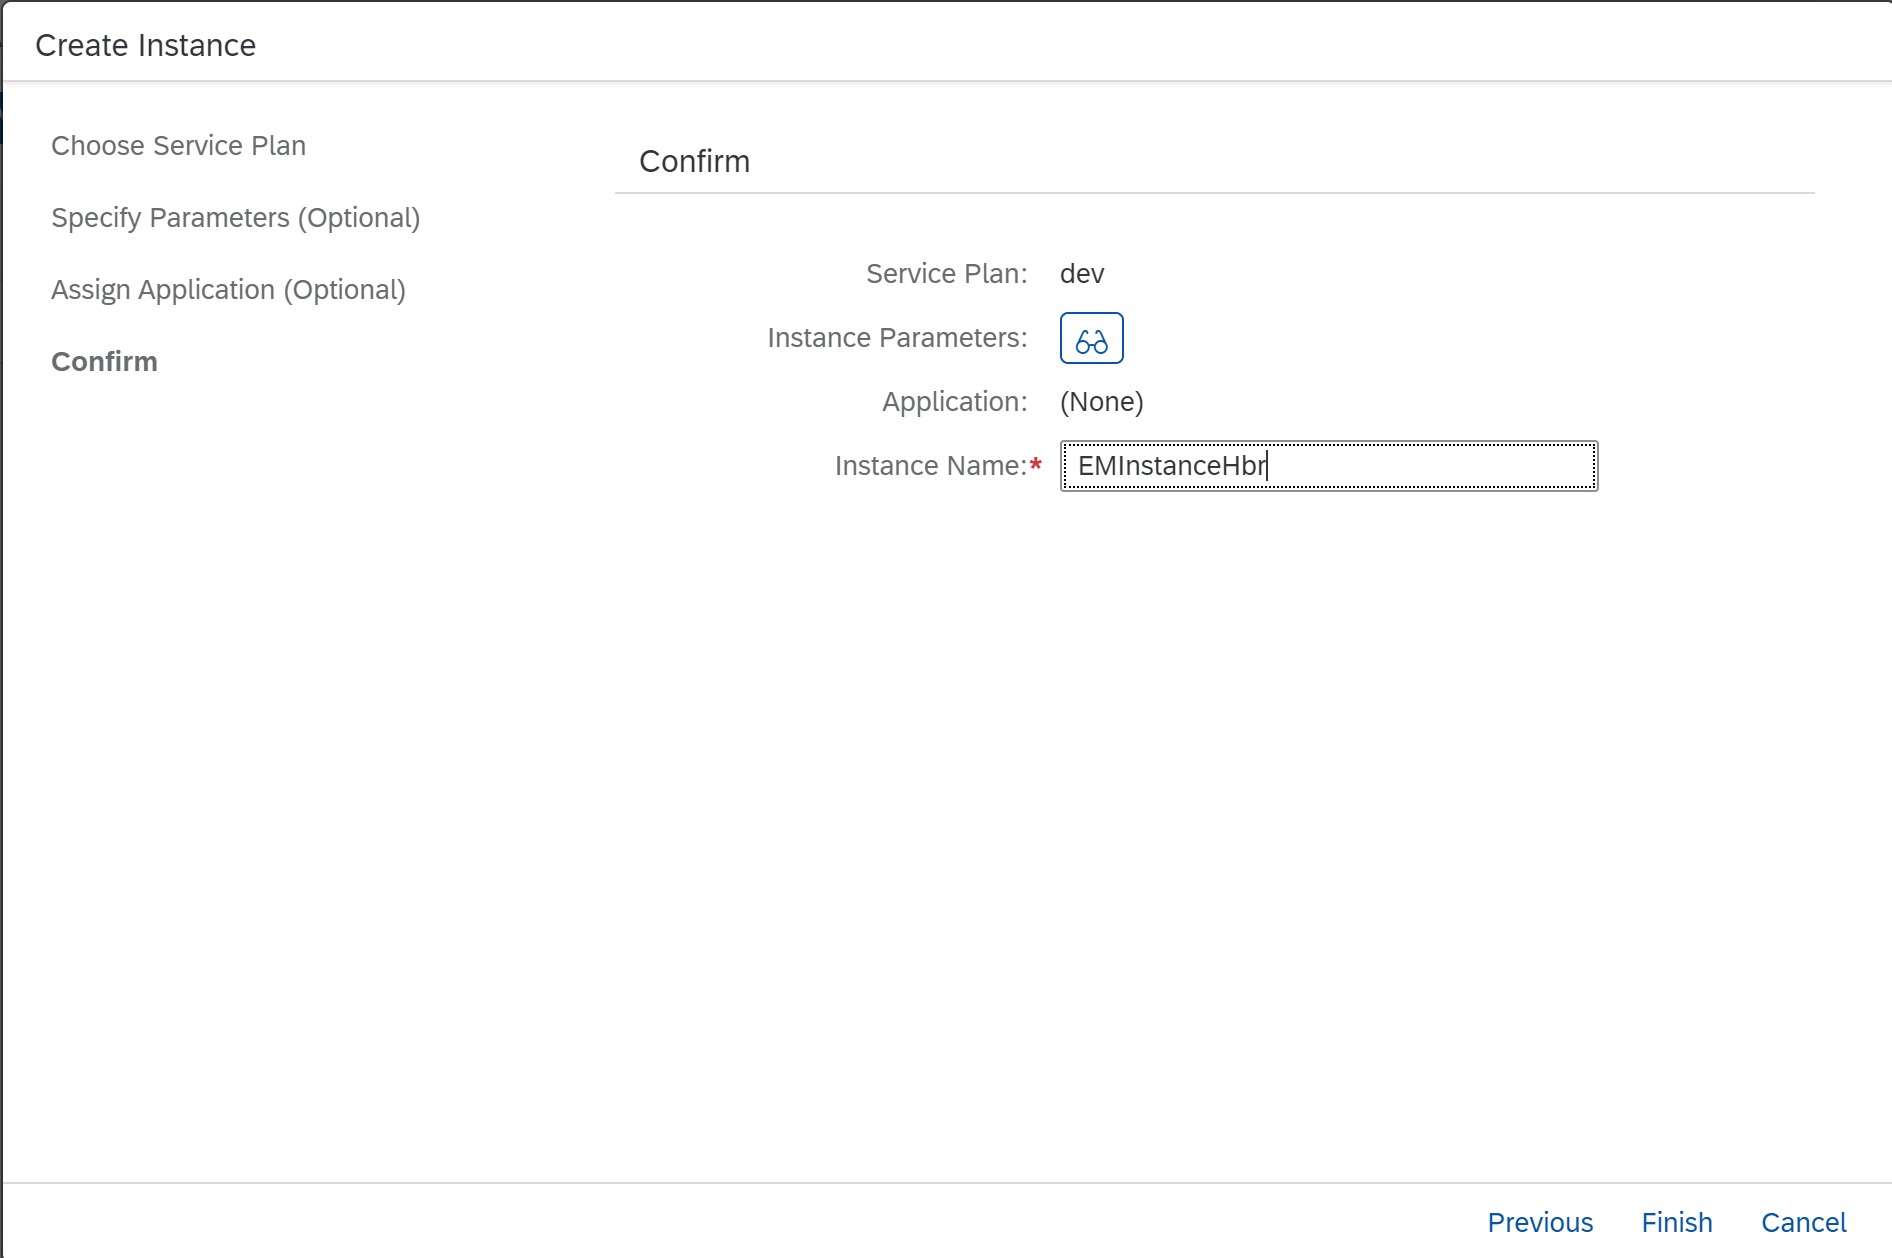 Create Instance
Choose Service Plan
Specify Parameters (Optional)
Assign Application (Optional)
Confirm
Confirm
Service Plan: dev
Instance Parameters:
Application: (None)
Instance Name:* EMInstanceHbr
Previous Finish Cancel